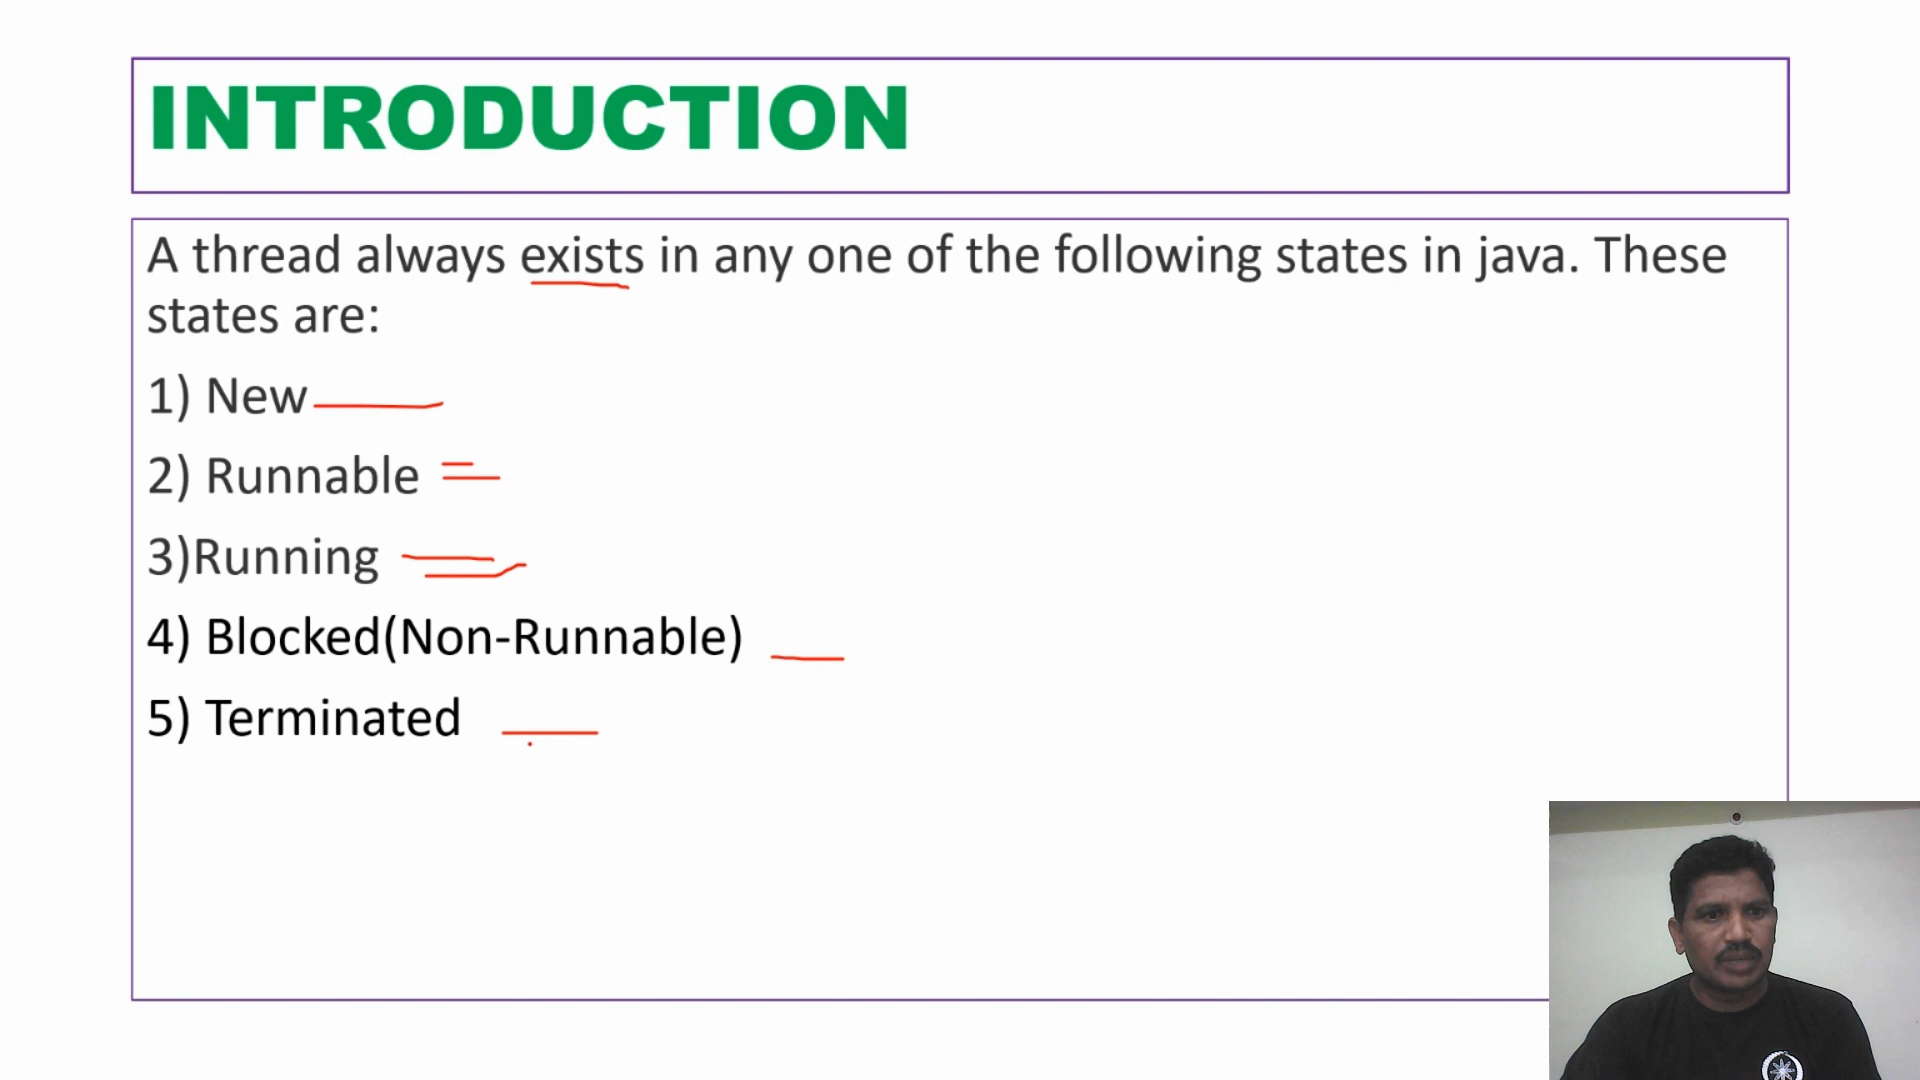 INTRODUCTION
A thread always exists in any one of the following states in java. These
states are:
1) New
2) Runnable
3)Running
4) Blocked(Non-Runnable)
5) Terminated